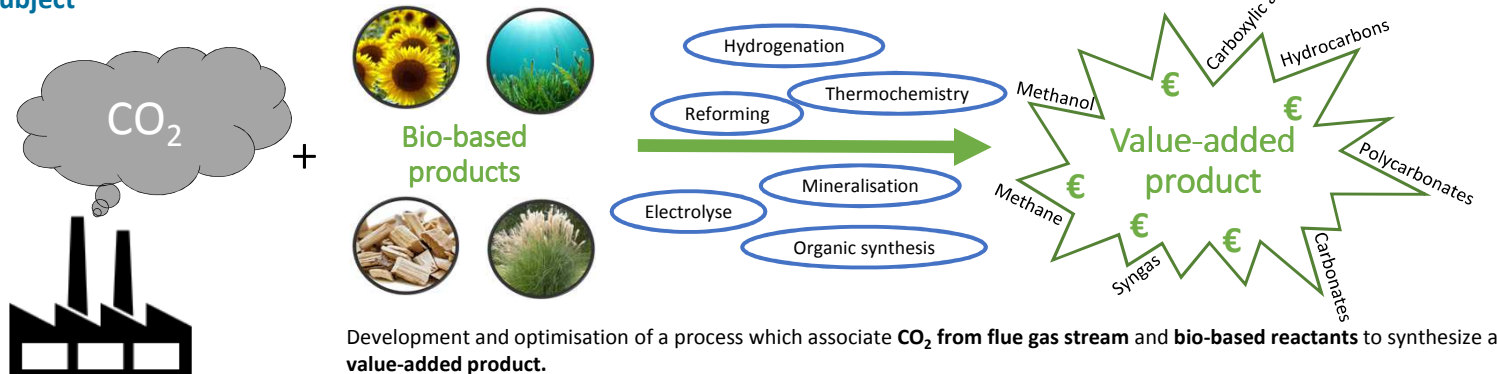 ubject
CO₂
+
Bio-based
products
Hydrogenation
Thermochemistry
Reforming
Mineralisation
Electrolyse
Organic synthesis
Carboxylic a
Hydrocarbons
Methanol
€
€
Value-added
product
Polycarbonates
€
Methane
€
€
Syngas
Carbonates
Development and optimisation of a process which associate CO₂ from flue gas stream and bio-based reactants to synthesize a
value-added product.